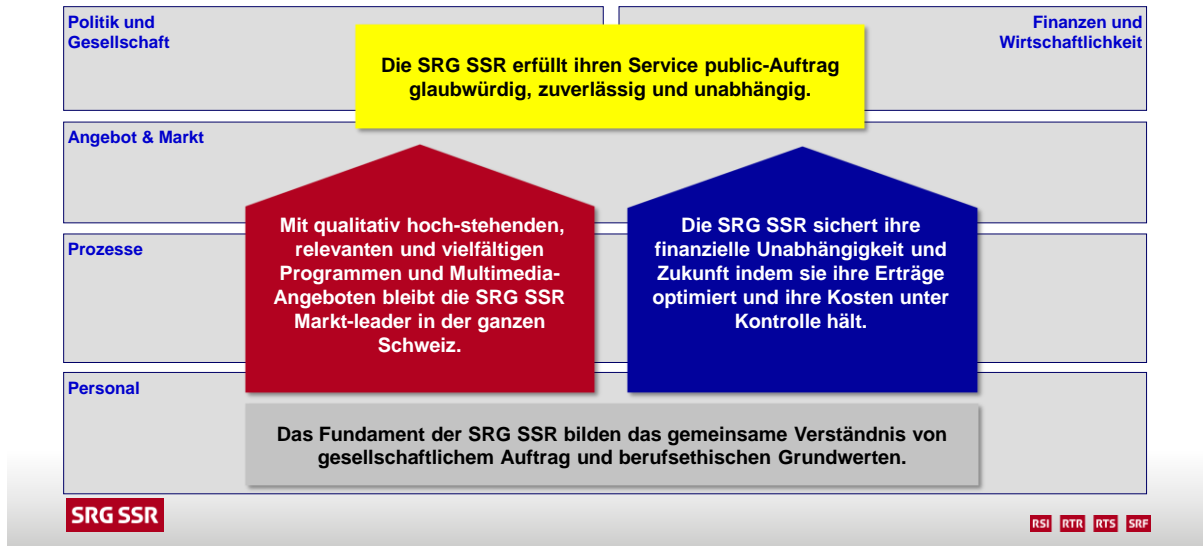 Politik und
Gesellschaft
Finanzen und
Wirtschaftlichkeit
Die SRG SSR erfüllt ihren Service public-Auftrag
glaubwürdig, zuverlässig und unabhängig.
Angebot & Markt
Mit qualitativ hoch-stehenden,
relevanten und vielfältigen
Programmen und Multimedia-
Angeboten bleibt die SRG SSR
Markt-leader in der ganzen
Schweiz.
Die SRG SSR sichert ihre
finanzielle Unabhängigkeit und
Zukunft indem sie ihre Erträge
optimiert und ihre Kosten unter
Kontrolle hält.
Prozesse
Personal
Das Fundament der SRG SSR bilden das gemeinsame Verständnis von
gesellschaftlichem Auftrag und berufsethischen Grundwerten.
SRG SSR
RSI RTR RTS SRF